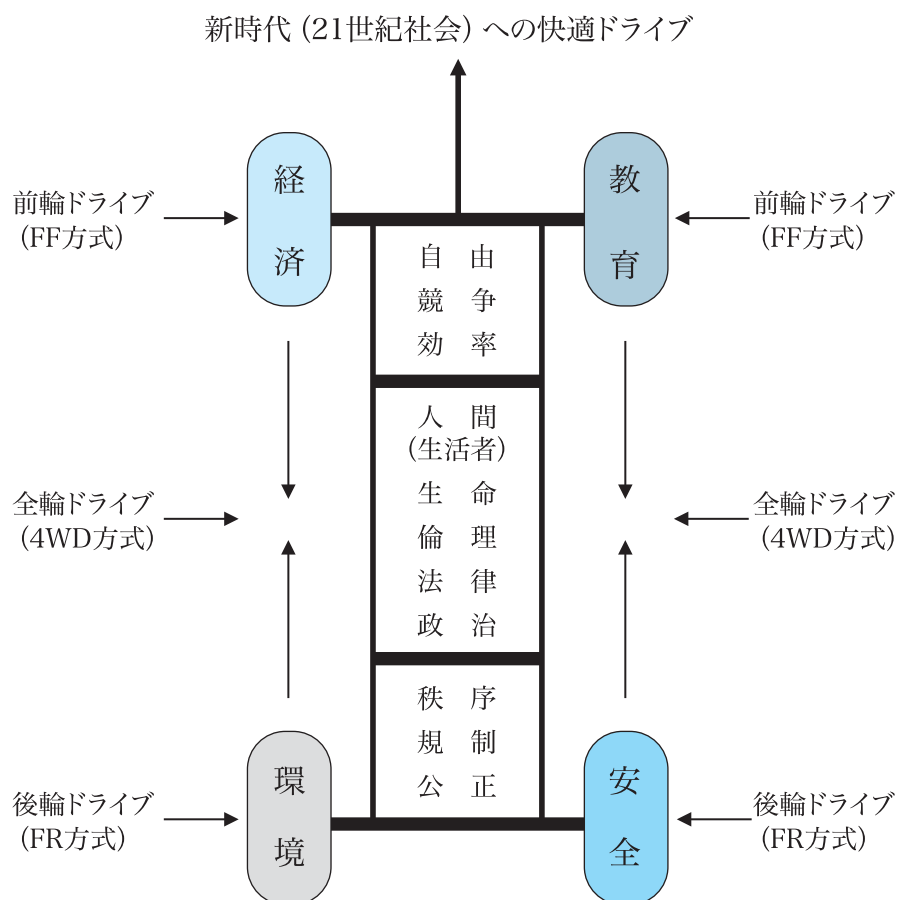 新時代（21世紀社会）への快適ドライブ
経済
教育
前輪ドライブ
（FF方式）
前輪ドライブ
（FF方式）
自由
競争
効率
人間
（生活者）
生命
倫理
法律
政治
全輪ドライブ
（4WD方式）
全輪ドライブ
（4WD方式）
秩序
規制
公正
環境
安全
後輪ドライブ
（FR方式）
後輪ドライブ
（FR方式）